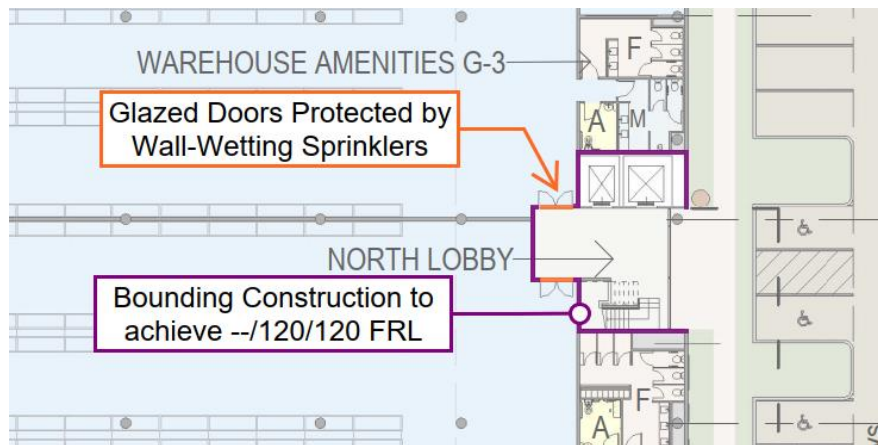 WAREHOUSE AMENITIES G-3
F
Glazed Doors Protected by
Wall-Wetting Sprinklers
A
M
NORTH LOBBY
Bounding Construction to
achieve --/120/120 FRL
F
A